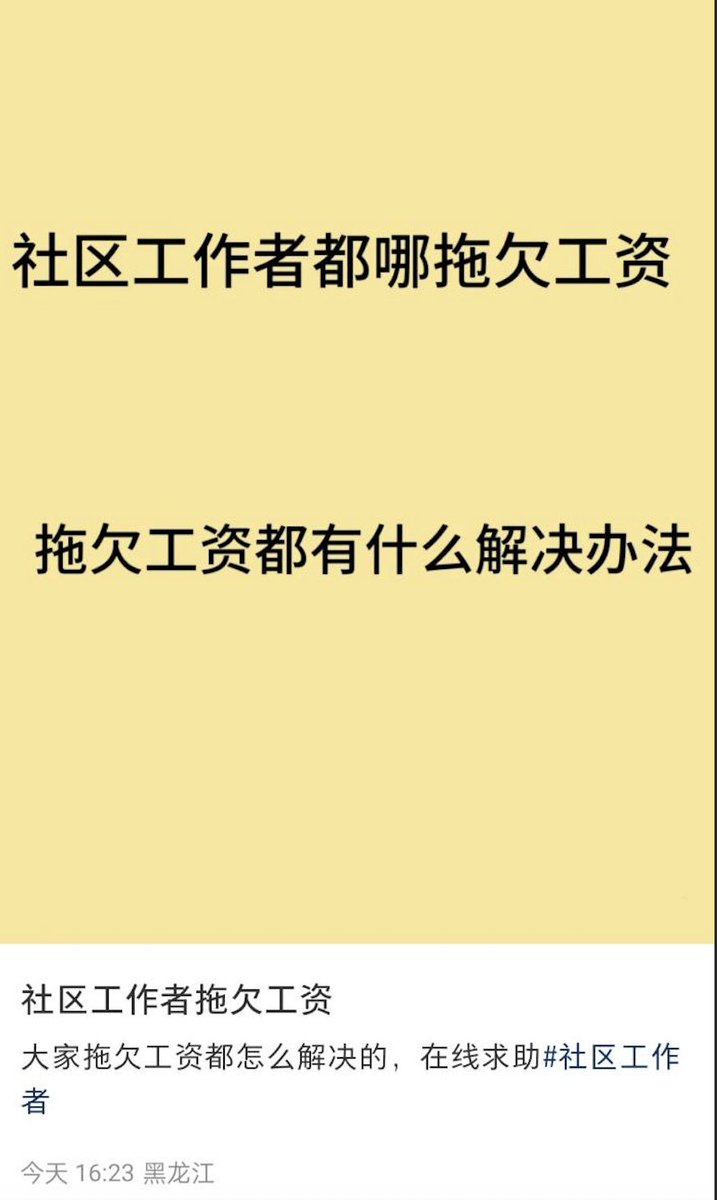 社区工作者都哪拖欠工资
拖欠工资都有什么解决办法
社区工作者拖欠工资
大家拖欠工资都怎么解决的，在线求助#社区工作
者
今天 16:23 黑龙江